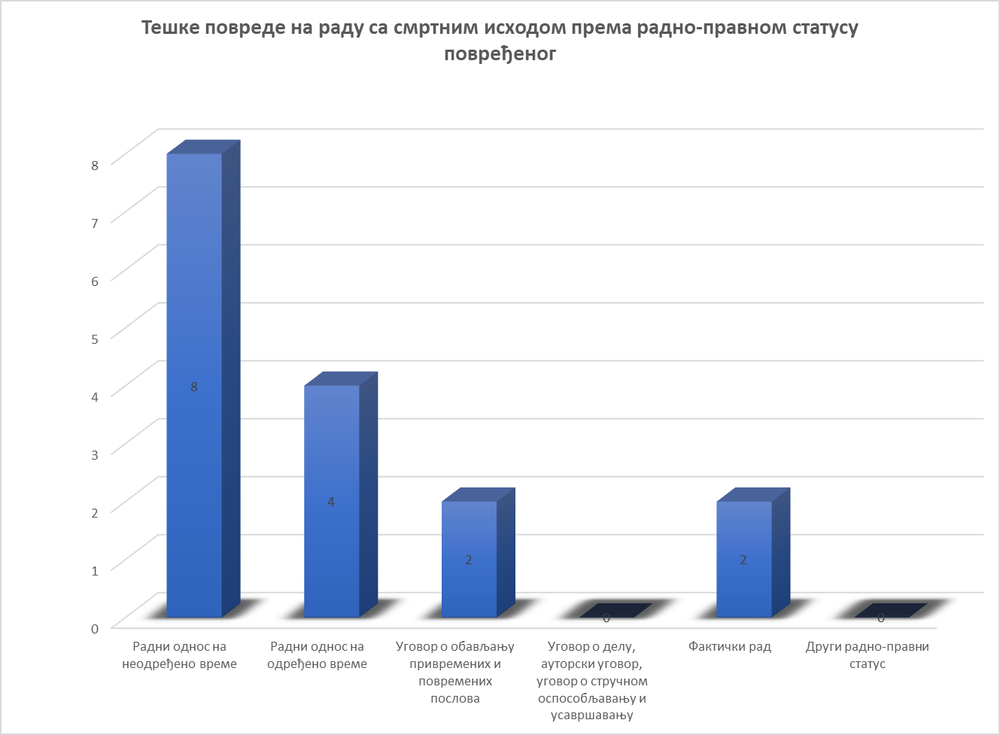 Тешке повреде на раду са смртним исходом према радно-правном статусу
повређеног
8
7
6
5
4
3
2
1
0
8
4
2
0
2
0
Радни однос на
неодређено време
Радни однос на
одређено време
Уговор о обављању
привремених и
повремених
послова
Уговор о делу,
ауторски уговор,
уговор о стручном
оспособљавању и
усавршавању
Фактички рад
Други радно-правни
статус